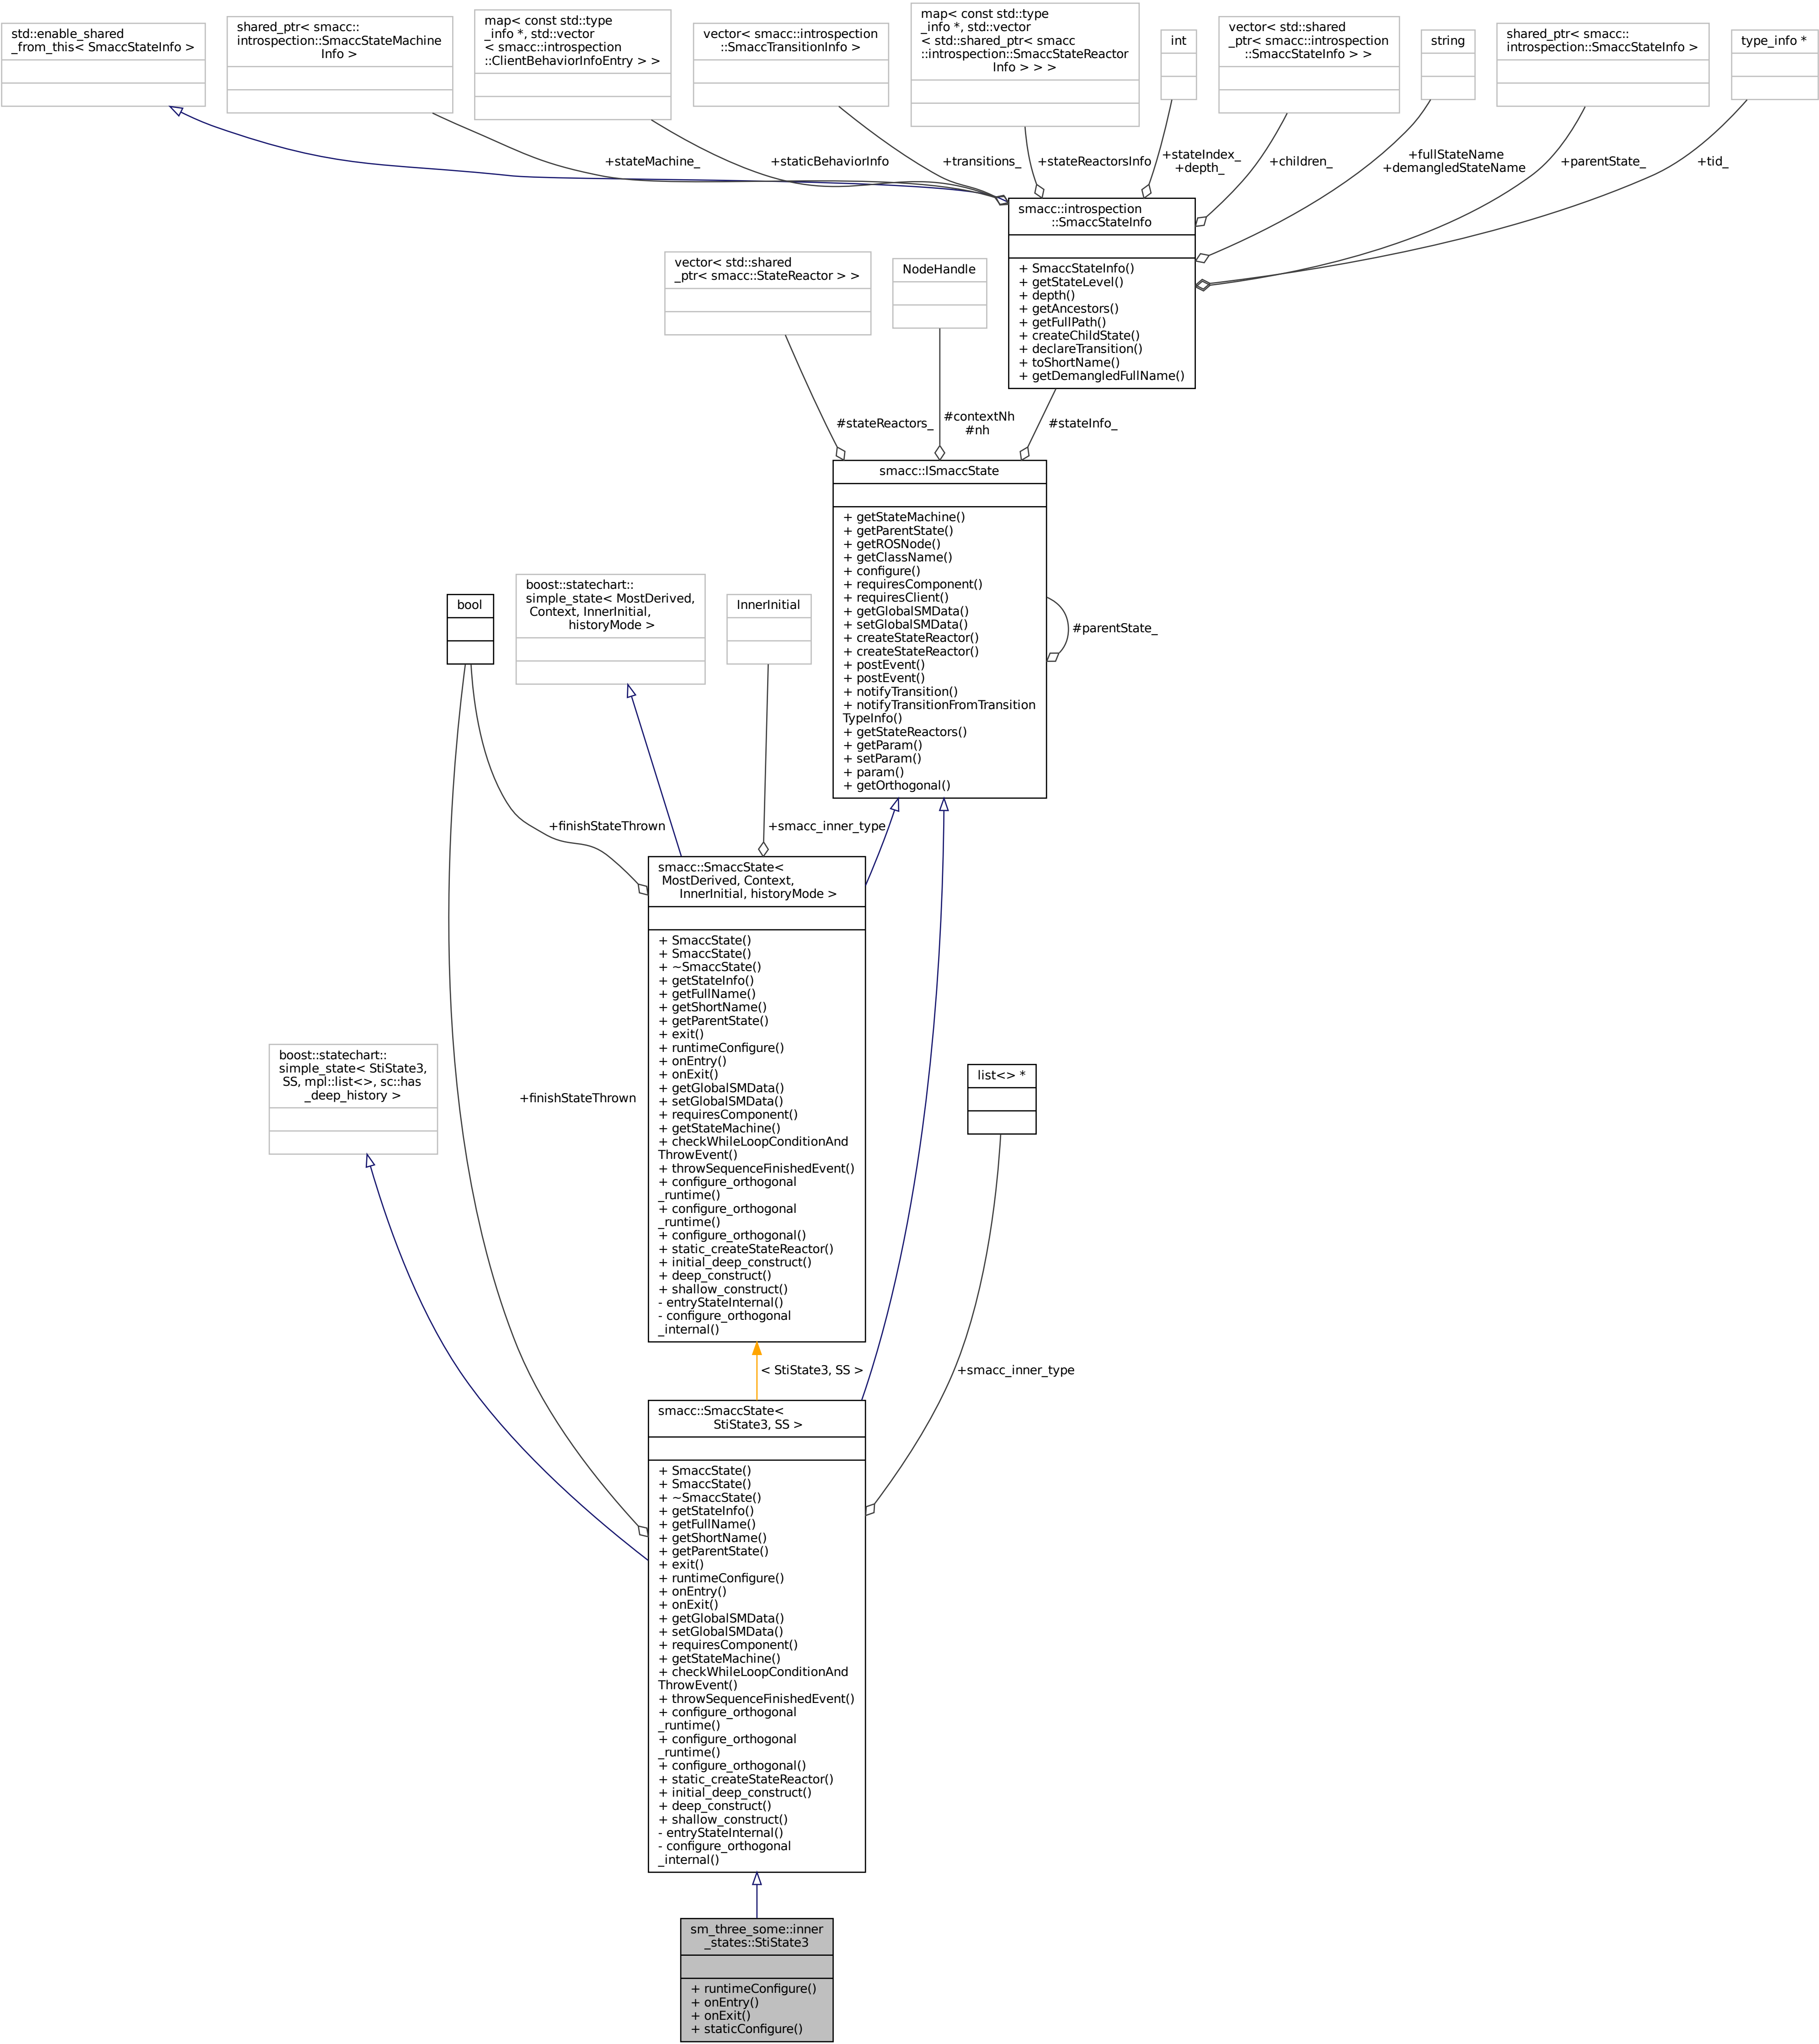 std::enable_shared
_from_this< SmaccStateInfo >
shared_ptr< smacc::
introspection::SmaccStateMachine
Info >
map< const std::type
_info *, std::vector
< smacc::introspection
::ClientBehaviorInfoEntry > >
vector< smacc::introspection
::SmaccTransitionInfo >
map< const std::type
_info *, std::vector
< std::shared_ptr< smacc
::introspection::SmaccStateReactor
Info > > >
int
vector< std::shared
_ptr< smacc::introspection
::SmaccStateInfo > >
string
shared_ptr< smacc::
introspection::SmaccStateInfo >
type_info *
+stateMachine_
+staticBehaviorInfo
+transitions_
+stateReactorsInfo
+stateIndex_
+depth_
+children_
+fullStateName
+demangledStateName
+parentState_
+tid_
smacc::introspection
::SmaccStateInfo
+ SmaccStateInfo()
+ getStateLevel()
+ depth()
+ getAncestors()
+ getFullPath()
+ createChildState()
+ declareTransition()
+ toShortName()
+ getDemangledFullName()
vector< std::shared
_ptr< smacc::StateReactor > >
NodeHandle
#stateReactors_
#contextNh
#nh
#stateInfo_
smacc::ISmaccState
+ getStateMachine()
+ getParentState()
+ getROSNode()
+ getClassName()
+ configure()
+ requiresComponent()
+ requiresClient()
+ getGlobalSMData()
+ setGlobalSMData()
+ createStateReactor()
+ createStateReactor()
+ postEvent()
+ postEvent()
+ notifyTransition()
+ notifyTransitionFromTransition
TypeInfo()
+ getStateReactors()
+ getParam()
+ setParam()
+ param()
+ getOrthogonal()
#parentState_
bool
boost::statechart::
simple_state< MostDerived,
Context, InnerInitial,
historyMode >
InnerInitial
+finishStateThrown
+smacc_inner_type
smacc::SmaccState<
MostDerived, Context,
InnerInitial, historyMode >
+ SmaccState()
+ SmaccState()
+ ~SmaccState()
+ getStateInfo()
+ getFullName()
+ getShortName()
+ getParentState()
+ exit()
+ runtimeConfigure()
+ onEntry()
+ onExit()
+ getGlobalSMData()
+ setGlobalSMData()
+ requiresComponent()
+ getStateMachine()
+ checkWhileLoopConditionAnd
ThrowEvent()
+ throwSequenceFinishedEvent()
+ configure_orthogonal
_runtime()
+ configure_orthogonal
_runtime()
+ configure_orthogonal()
+ static_createStateReactor()
+ initial_deep_construct()
+ deep_construct()
+ shallow_construct()
- entryStateInternal()
- configure_orthogonal
_internal()
boost::statechart::
simple_state< StiState3,
SS, mpl::list<>, sc::has
_deep_history >
+finishStateThrown
list<> *
< StiState3, SS >
+smacc_inner_type
smacc::SmaccState<
StiState3, SS >
+ SmaccState()
+ SmaccState()
+ ~SmaccState()
+ getStateInfo()
+ getFullName()
+ getShortName()
+ getParentState()
+ exit()
+ runtimeConfigure()
+ onEntry()
+ onExit()
+ getGlobalSMData()
+ setGlobalSMData()
+ requiresComponent()
+ getStateMachine()
+ checkWhileLoopConditionAnd
ThrowEvent()
+ throwSequenceFinishedEvent()
+ configure_orthogonal
_runtime()
+ configure_orthogonal
_runtime()
+ configure_orthogonal()
+ static_createStateReactor()
+ initial_deep_construct()
+ deep_construct()
+ shallow_construct()
- entryStateInternal()
- configure_orthogonal
_internal()
sm_three_some::inner
_states::StiState3
+ runtimeConfigure()
+ onEntry()
+ onExit()
+ staticConfigure()